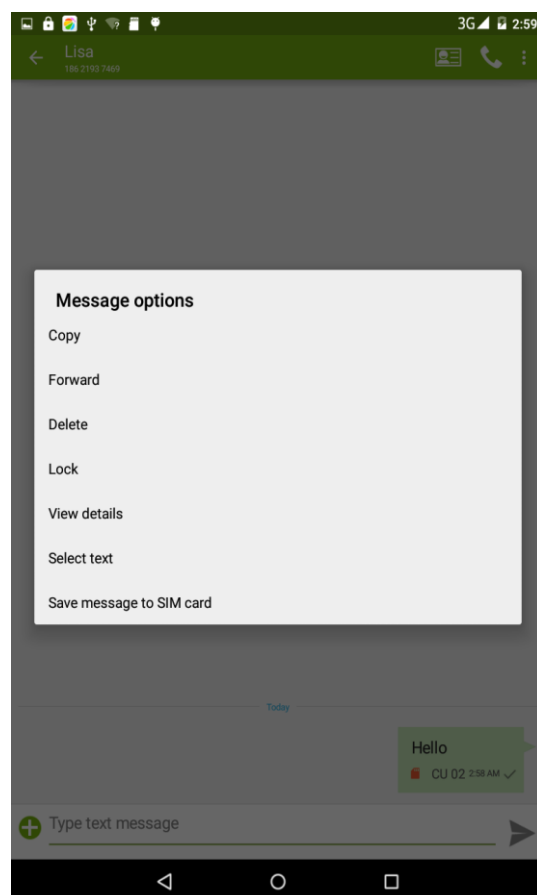 3G 2:59
Lisa
186 2193 7469
Message options
Copy
Forward
Delete
Lock
View details
Select text
Save message to SIM card
Today
Hello
CU 02 2:58 AM
Type text message